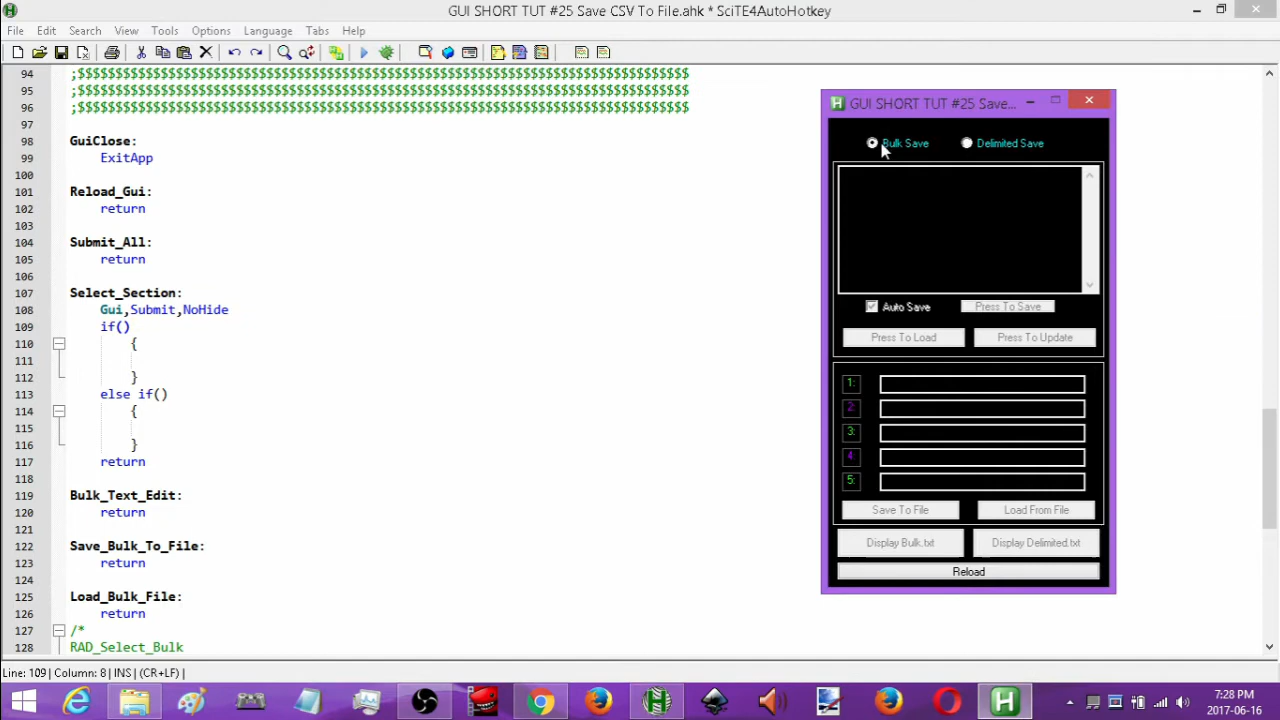 GUI SHORT TUT #25 Save CSV To File.ahk * SciTE4AutoHotkey
File Edit Search View Tools Options Language Tabs Help
94 ;$$$$$$$$$$$$$$$$$$$$$$$$$$$$$$$$$$$$$$$$$$$$$$$$$$$$$$$$$$$$$$$$$$$$$$$$$$$$$$$$$
95 ;$$$$$$$$$$$$$$$$$$$$$$$$$$$$$$$$$$$$$$$$$$$$$$$$$$$$$$$$$$$$$$$$$$$$$$$$$$$$$$$$$
96 ;$$$$$$$$$$$$$$$$$$$$$$$$$$$$$$$$$$$$$$$$$$$$$$$$$$$$$$$$$$$$$$$$$$$$$$$$$$$$$$$$$
97
98 GuiClose:
99 ExitApp
100
101 Reload_Gui:
102 return
103
104 Submit_All:
105 return
106
107 Select_Section:
108 Gui,Submit,NoHide
109 if()
110 {
111
112 }
113 else if()
114 {
115
116 }
117 return
118
119 Bulk_Text_Edit:
120 return
121
122 Save_Bulk_To_File:
123 return
124
125 Load_Bulk_File:
126 return
127 /*
128 RAD_Select_Bulk
GUI SHORT TUT #25 Save...
Bulk Save Delimited Save
Auto Save Press To Save
Press To Load Press To Update
1:
2:
3:
4:
5:
Save To File Load From File
Display Bulk.txt Display Delimited.txt
Reload
Line: 109 | Column: 8 | INS | (CR+LF) |
7:28 PM
2017-06-16